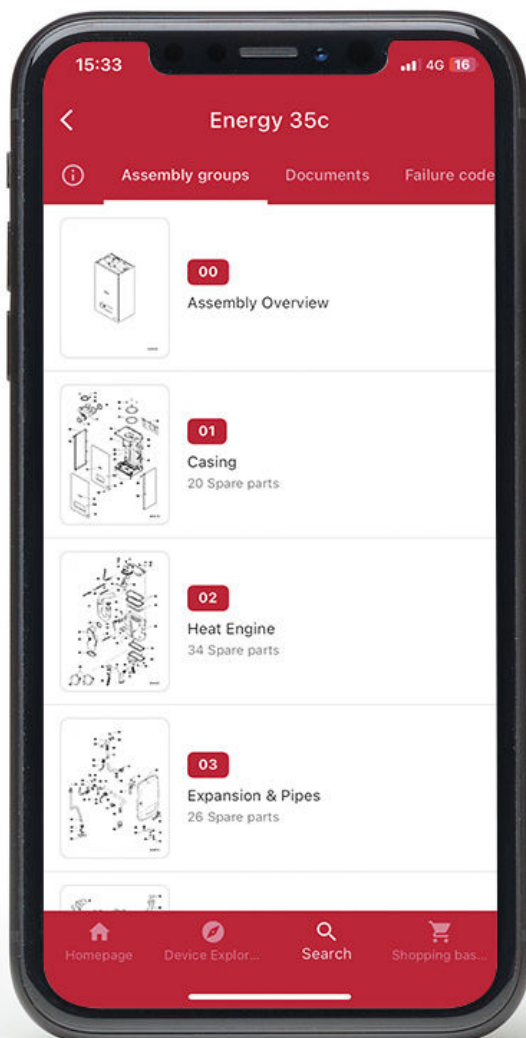 15:33
4G 16
Energy 35c
Assembly groups Documents Failure code
00
Assembly Overview
01
Casing
20 Spare parts
02
Heat Engine
34 Spare parts
03
Expansion & Pipes
26 Spare parts
Homepage Device Explor... Search Shopping bas...